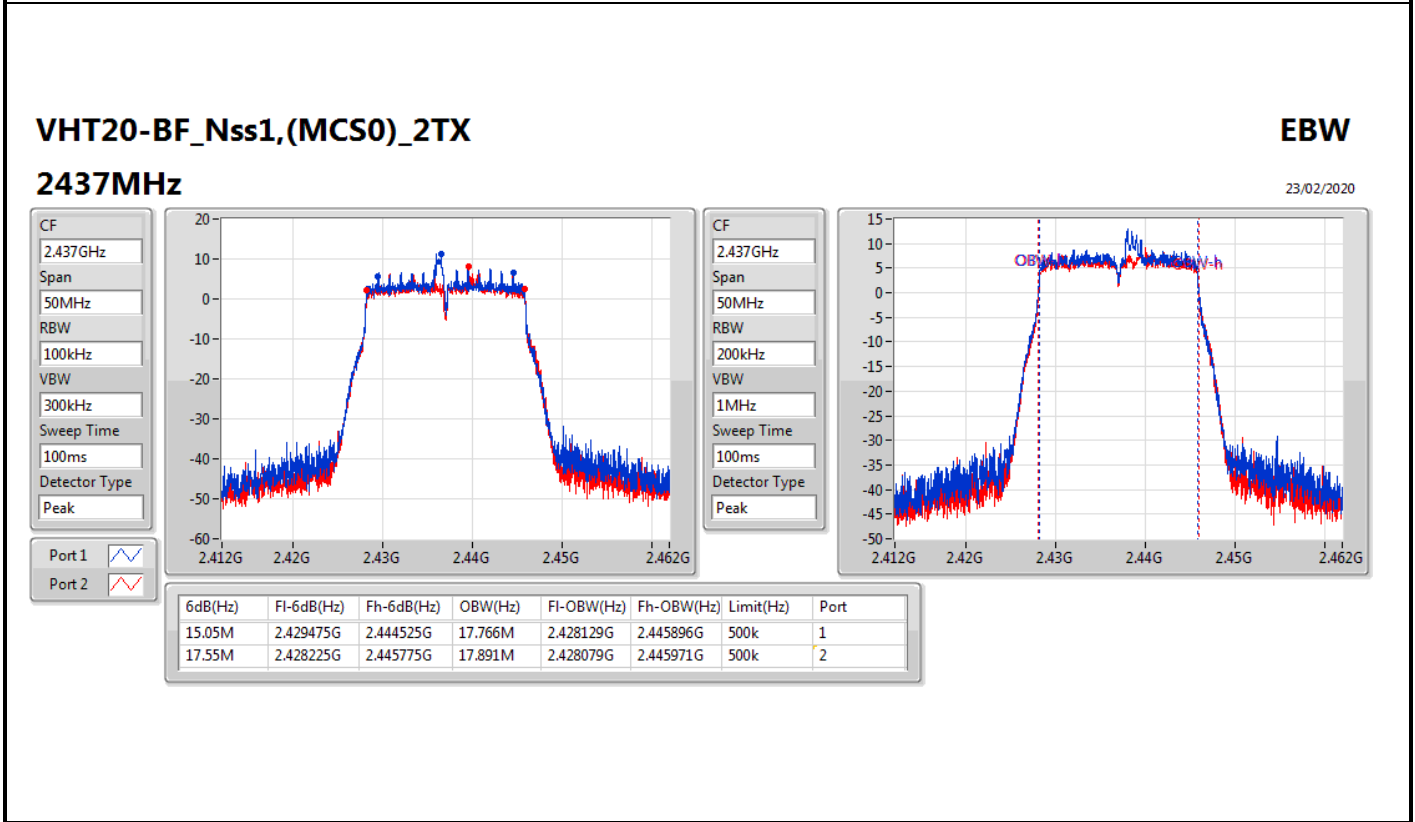 VHT20-BF_Nss1,(MCS0)_2TX
EBW
2437MHz
23/02/2020
CF
2.437GHz
Span
50MHz
RBW
100kHz
VBW
300kHz
Sweep Time
100ms
Detector Type
Peak
Port 1
Port 2
20
10
0
-10
-20
-30
-40
-50
-60
2.412G 2.42G 2.43G 2.44G 2.45G 2.462G
CF
2.437GHz
Span
50MHz
RBW
200kHz
VBW
1MHz
Sweep Time
100ms
Detector Type
Peak
15
10
5
0
-5
-10
-15
-20
-25
-30
-35
-40
-45
-50
2.412G 2.42G 2.43G 2.44G 2.45G 2.462G
6dB(Hz) Fl-6dB(Hz) Fh-6dB(Hz) OBW(Hz) Fl-OBW(Hz) Fh-OBW(Hz) Limit(Hz) Port
15.05M 2.429475G 2.444525G 17.766M 2.428129G 2.445896G 500k 1
17.55M 2.428225G 2.445775G 17.891M 2.428079G 2.445971G 500k 2